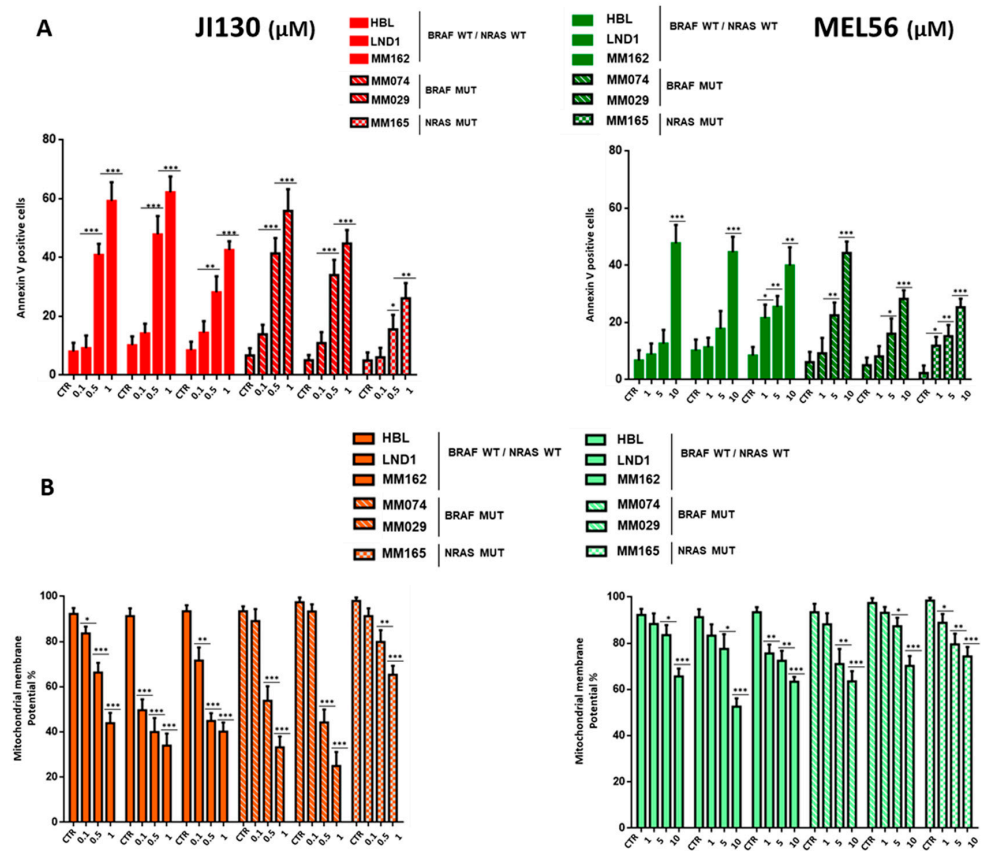 A
JI130 (μM)
MEL56 (μM)
HBL
LND1
MM162
BRAF WT / NRAS WT
MM074
MM029
BRAF MUT
MM165
NRAS MUT
HBL
LND1
MM162
BRAF WT / NRAS WT
MM074
MM029
BRAF MUT
MM165
NRAS MUT
Annexin V positive cells
80
60
40
20
0
*** *** *** *** ** *** *** *** *** *** * **
CTR 0.1 0.5 1 CTR 0.1 0.5 1 CTR 0.1 0.5 1 CTR 0.1 0.5 1 CTR 0.1 0.5 1 CTR 0.1 0.5 1
Annexin V positive cells
80
60
40
20
0
*** *** * ** ** ** *** * *** * ** ***
CTR 1 5 10 CTR 1 5 10 CTR 1 5 10 CTR 1 5 10 CTR 1 5 10 CTR 1 5 10
B
HBL
LND1
MM162
BRAF WT / NRAS WT
MM074
MM029
BRAF MUT
MM165
NRAS MUT
HBL
LND1
MM162
BRAF WT / NRAS WT
MM074
MM029
BRAF MUT
MM165
NRAS MUT
Mitochondrial membrane
Potential %
100
80
60
40
20
0
* *** *** *** *** *** ** *** *** *** *** *** *** ** ***
CTR 0.1 0.5 1 CTR 0.1 0.5 1 CTR 0.1 0.5 1 CTR 0.1 0.5 1 CTR 0.1 0.5 1 CTR 0.1 0.5 1
Mitochondrial membrane
Potential %
100
80
60
40
20
0
* *** * *** ** ** *** ** *** * *** * ** ***
CTR 1 5 10 CTR 1 5 10 CTR 1 5 10 CTR 1 5 10 CTR 1 5 10 CTR 1 5 10